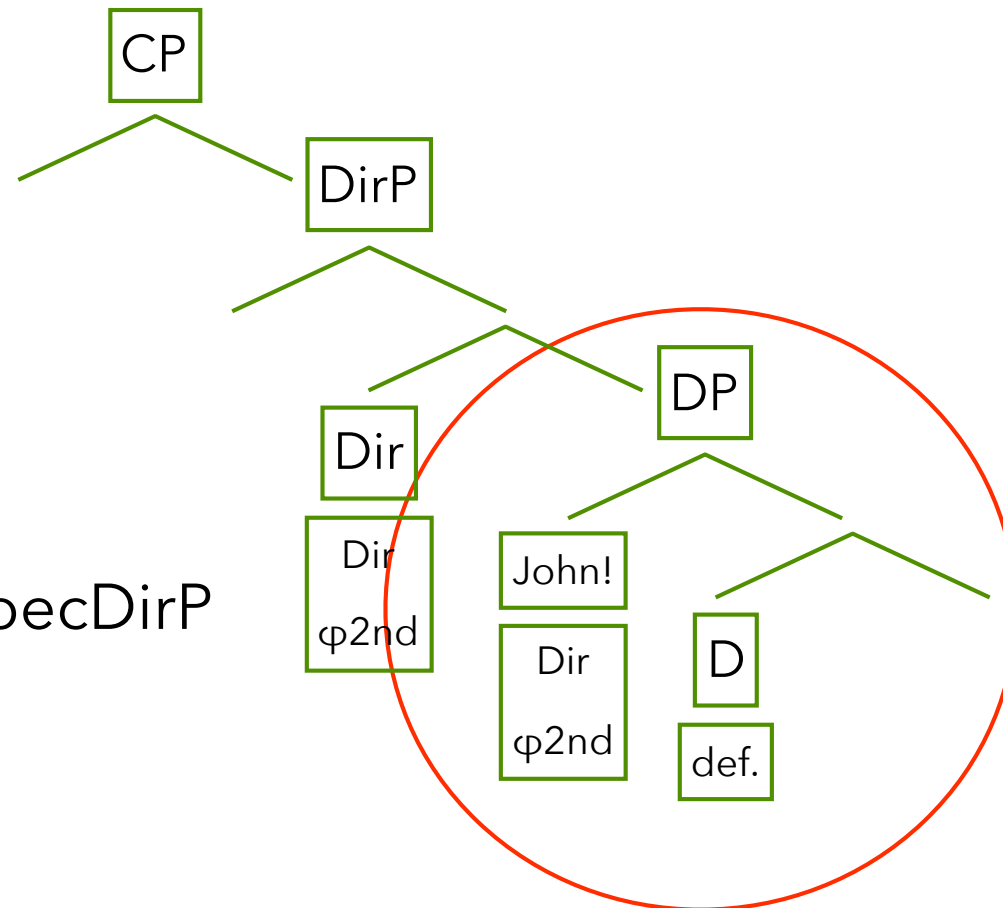 CP
DirP
DP
Dir
Dir
φ2nd
John!
Dir
φ2nd
D
def.
pecDirP